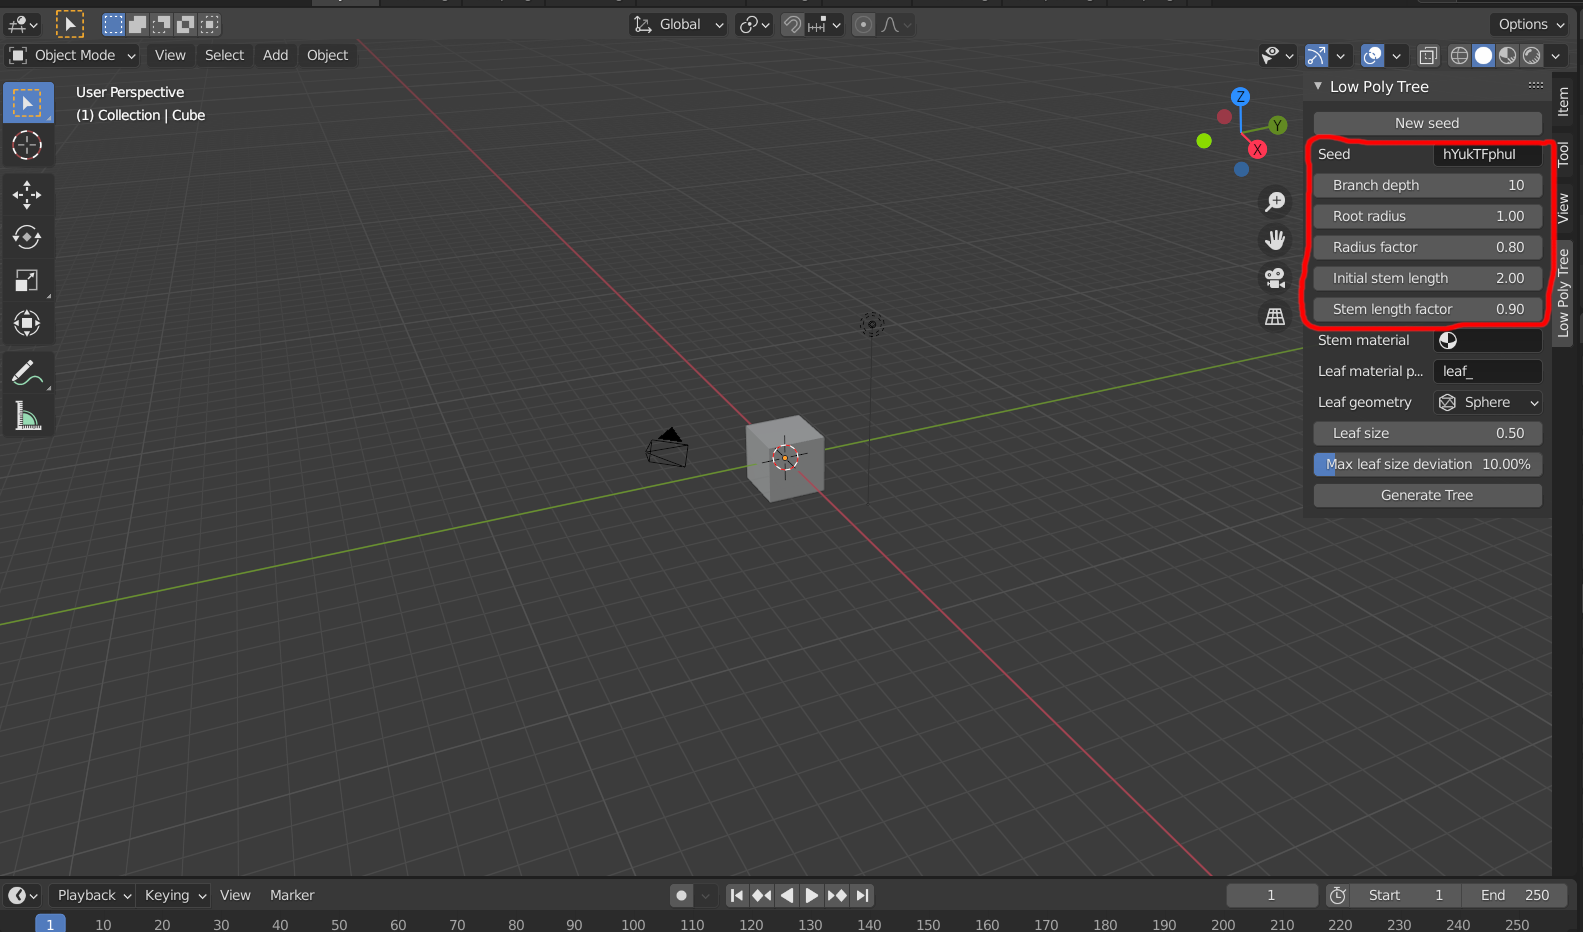 Global
Options
Object Mode
View
Select
Add
Object
User Perspective
(1) Collection | Cube
Z
Y
X
Low Poly Tree
New seed
Seed
hYukTFphul
Branch depth 10
Root radius 1.00
Radius factor 0.80
Initial stem length 2.00
Stem length factor 0.90
Stem material
Leaf material p...
leaf_
Leaf geometry
Sphere
Leaf size 0.50
Max leaf size deviation 10.00%
Generate Tree
Item
Tool
View
Low Poly Tree
Playback
Keying
View
Marker
1
Start 1
End 250
1 10 20 30 40 50 60 70 80 90 100 110 120 130 140 150 160 170 180 190 200 210 220 230 240 250